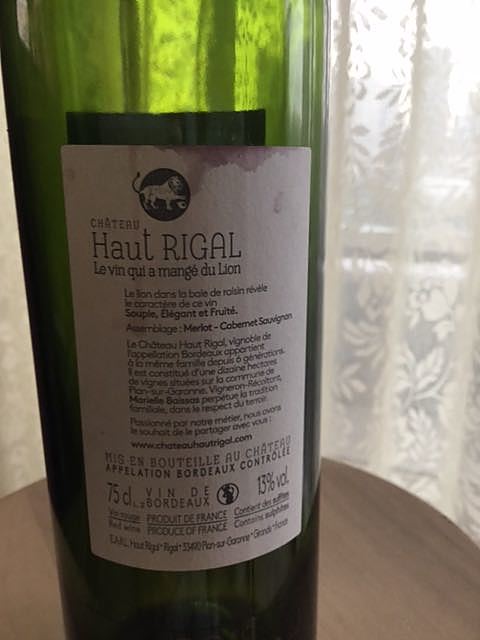 CHÂTEAU
Haut RIGAL
Le vin qui a mangé du Lion
Le lion dans la baie de raisin révèle
le caractère de ce vin
Souple, Élégant et Fruité.
Assemblage : Merlot - Cabernet Sauvignon
Le Château Haut Rigal, vignoble de
l'appellation Bordeaux appartient
à la même famille depuis 6 générations.
Il est constitué d'une dizaine hectares
de vignes situées sur la commune de
Pian-sur-Garonne. Vigneron-Récoltant,
Marielle Baissas perpétue la tradition
familiale, dans le respect du terroir.
Passionné par notre métier, nous avons
le souhait de le partager avec vous :
www.chateauhautrigal.com
MIS EN BOUTEILLE AU CHÂTEAU
APPELATION BORDEAUX CONTRÔLÉE
75 cl VIN DE BORDEAUX 13% vol.
Vin rouge PRODUIT DE FRANCE Contient des sulfites
Red wine PRODUCE OF FRANCE Contains sulphites
E.A.R.L. Haut Rigal * Rigal * 33490 Pian-sur-Garonne * Gironde * France